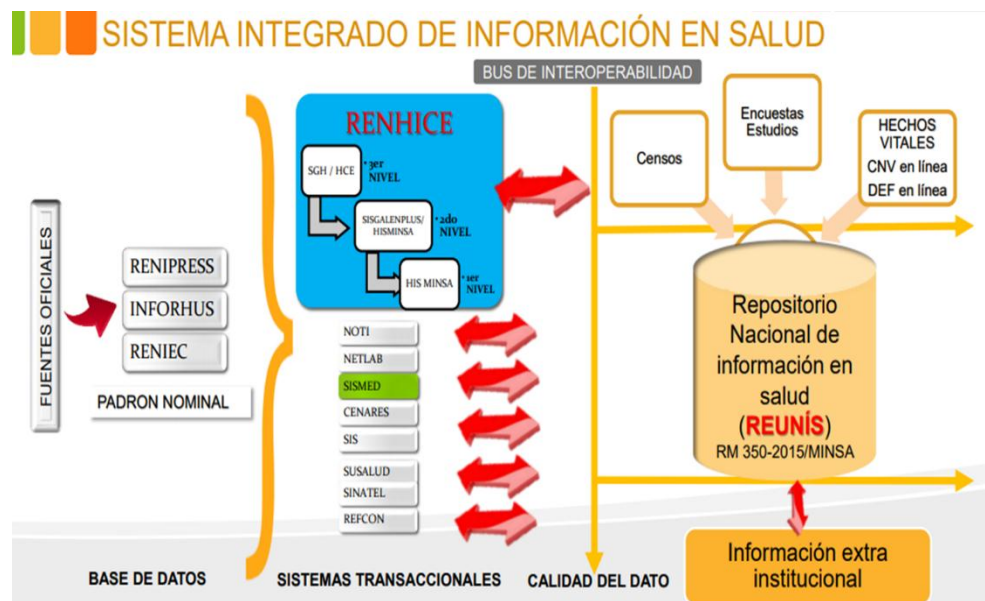 SISTEMA INTEGRADO DE INFORMACIÓN EN SALUD
BUS DE INTEROPERABILIDAD
FUENTES OFICIALES
RENIPRESS
INFORHUS
RENIEC
PADRON NOMINAL
BASE DE DATOS
RENHICE
SGH / HCE
• 3er
NIVEL
SISGALENPLUS/
HISMINSA
• 2do
NIVEL
HIS MINSA
• 1er
NIVEL
NOTI
NETLAB
SISMED
CENARES
SIS
SUSALUD
SINATEL
REFCON
SISTEMAS TRANSACCIONALES
CALIDAD DEL DATO
Censos
Encuestas
Estudios
HECHOS
VITALES
CNV en línea
DEF en línea
Repositorio
Nacional de
información en
salud
(REUNÍS)
RM 350-2015/MINSA
Información extra
institucional